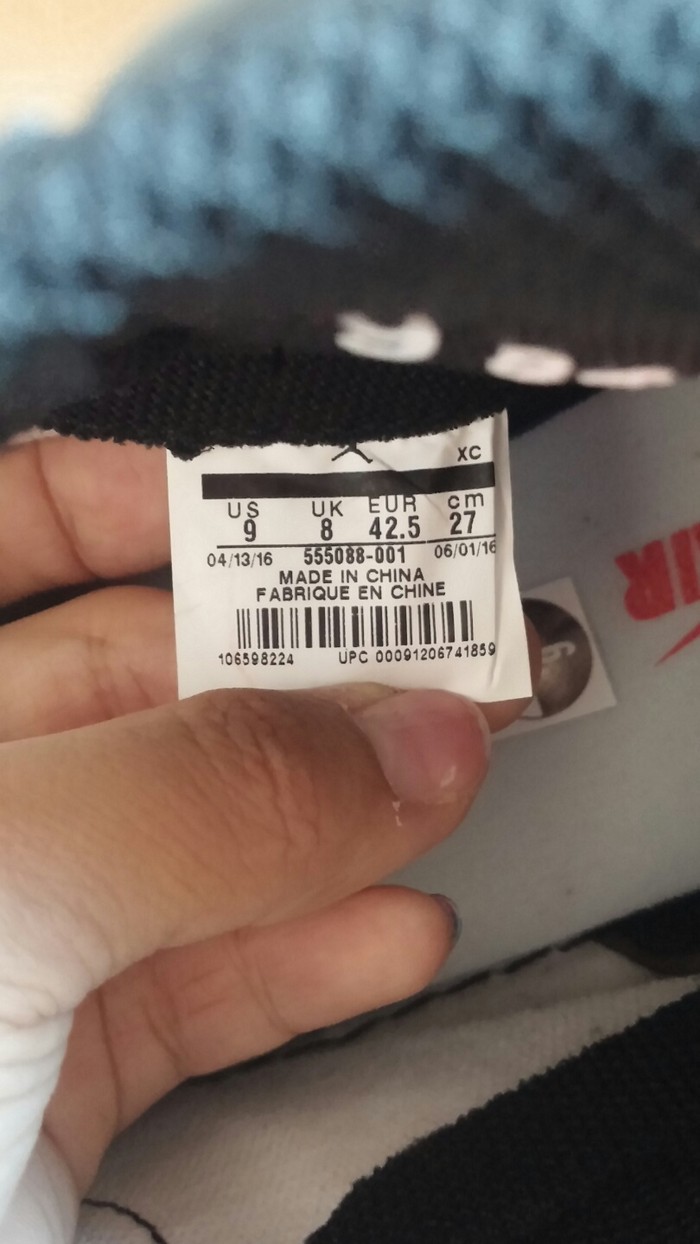 XC
US UK EUR cm
9 8 42.5 27
04/13/16 555088-001 06/01/16
MADE IN CHINA
FABRIQUE EN CHINE
106598224 UPC 00091206741859